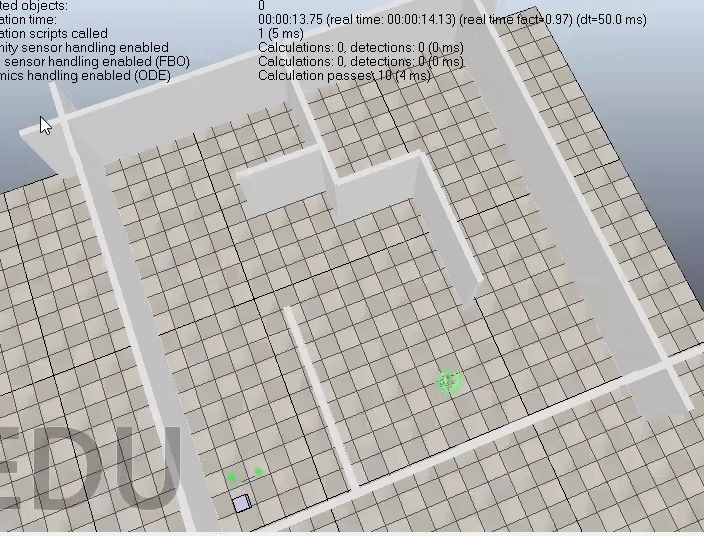 ted objects: 0
ation time: 00:00:13.75 (real time: 00:00:14.13) (real time fact=0.97) (dt=50.0 ms)
ation scripts called 1 (5 ms)
mity sensor handling enabled Calculations: 0, detections: 0 (0 ms)
sensor handling enabled (FBO) Calculations: 0, detections: 0 (0 ms)
mics handling enabled (ODE) Calculation passes: 10 (4 ms)
EDU